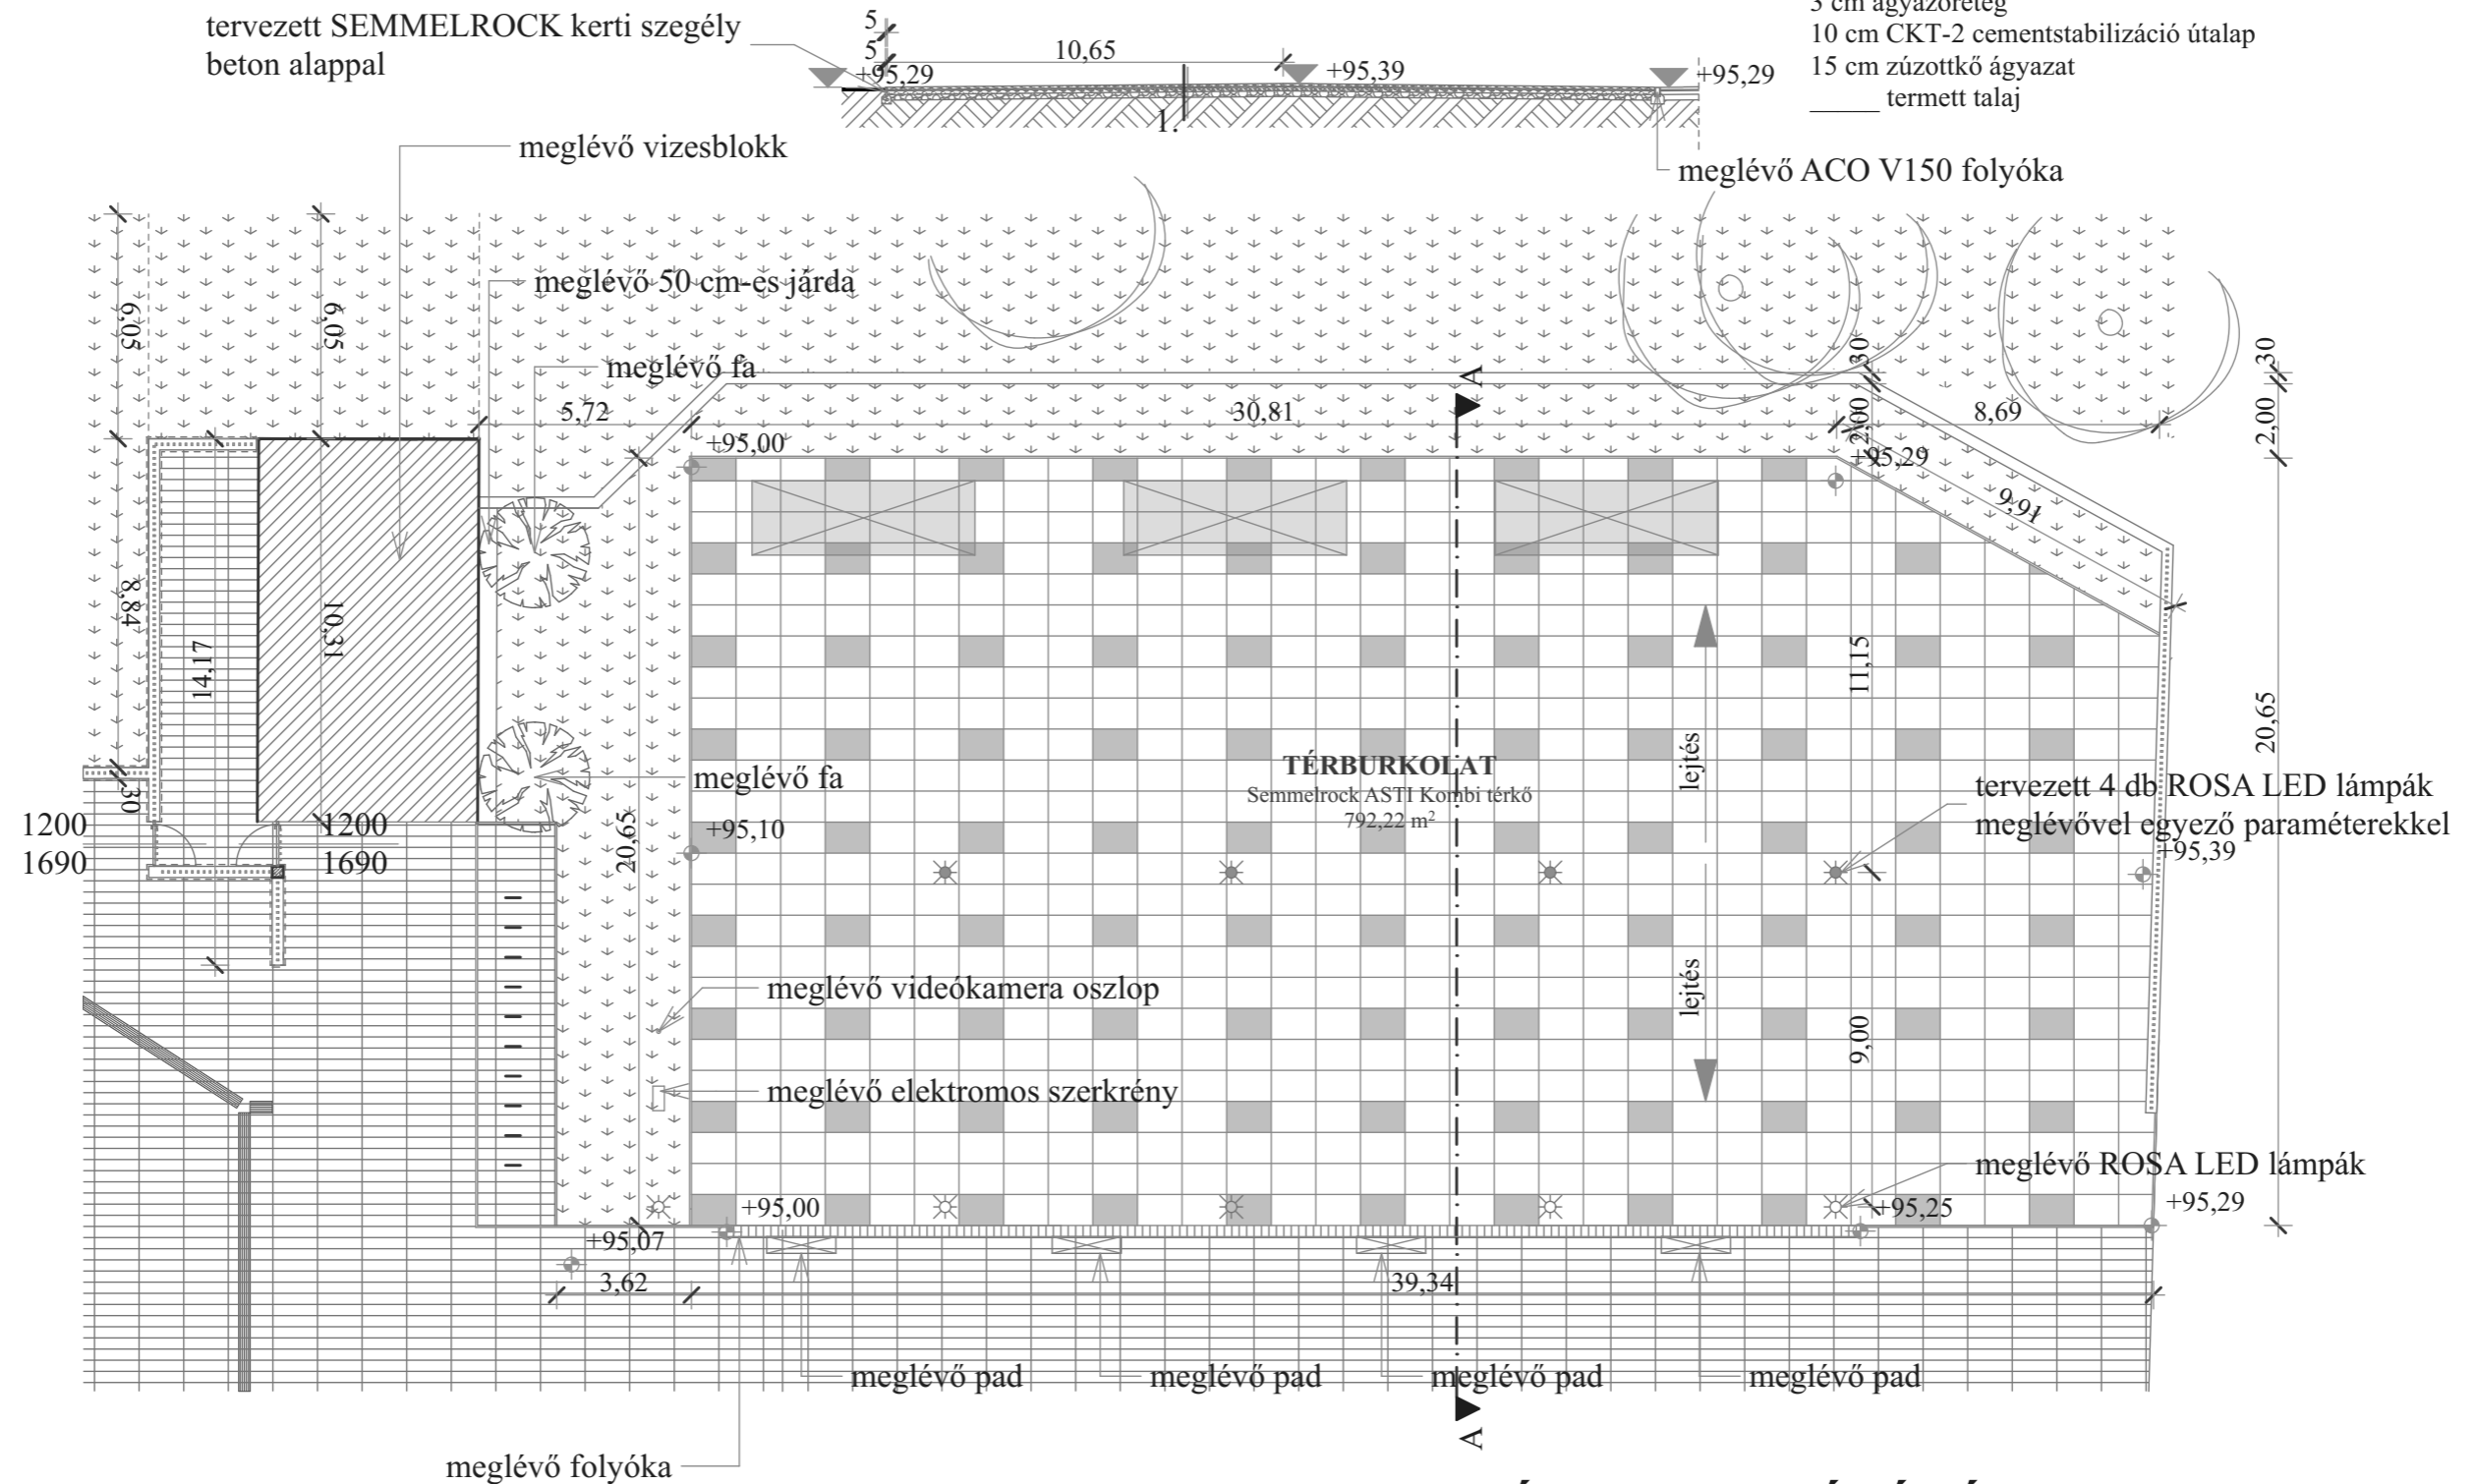 tervezett SEMMELROCK kerti szegély
beton alappal
5
5
10,65
+95,29
+95,39
+95,29
1.
3 cm ágyazóréteg
10 cm CKT-2 cementstabilizáció útalap
15 cm zúzottkő ágyazat
termett talaj
meglévő ACO V150 folyóka
meglévő vizesblokk
meglévő 50 cm-es járda
meglévő fa
6,05
6,05
5,72
30,81
A
30
2,00
8,69
30
2,00
+95,00
+95,29
9,91
8,84
10,31
14,17
11,15
20,65
lejtés
TÉRBURKOLAT
Semmelrock ASTI Kombi térkő
792,22 m²
meglévő fa
tervezett 4 db ROSA LED lámpák
meglévővel egyező paraméterekkel
30
1200
1690
1200
1690
20,65
+95,10
+95,39
meglévő videókamera oszlop
lejtés
9,00
meglévő elektromos szerkrény
meglévő ROSA LED lámpák
+95,00
+95,25
+95,29
+95,07
3,62
39,34
meglévő pad
meglévő pad
meglévő pad
meglévő pad
A
meglévő folyóka